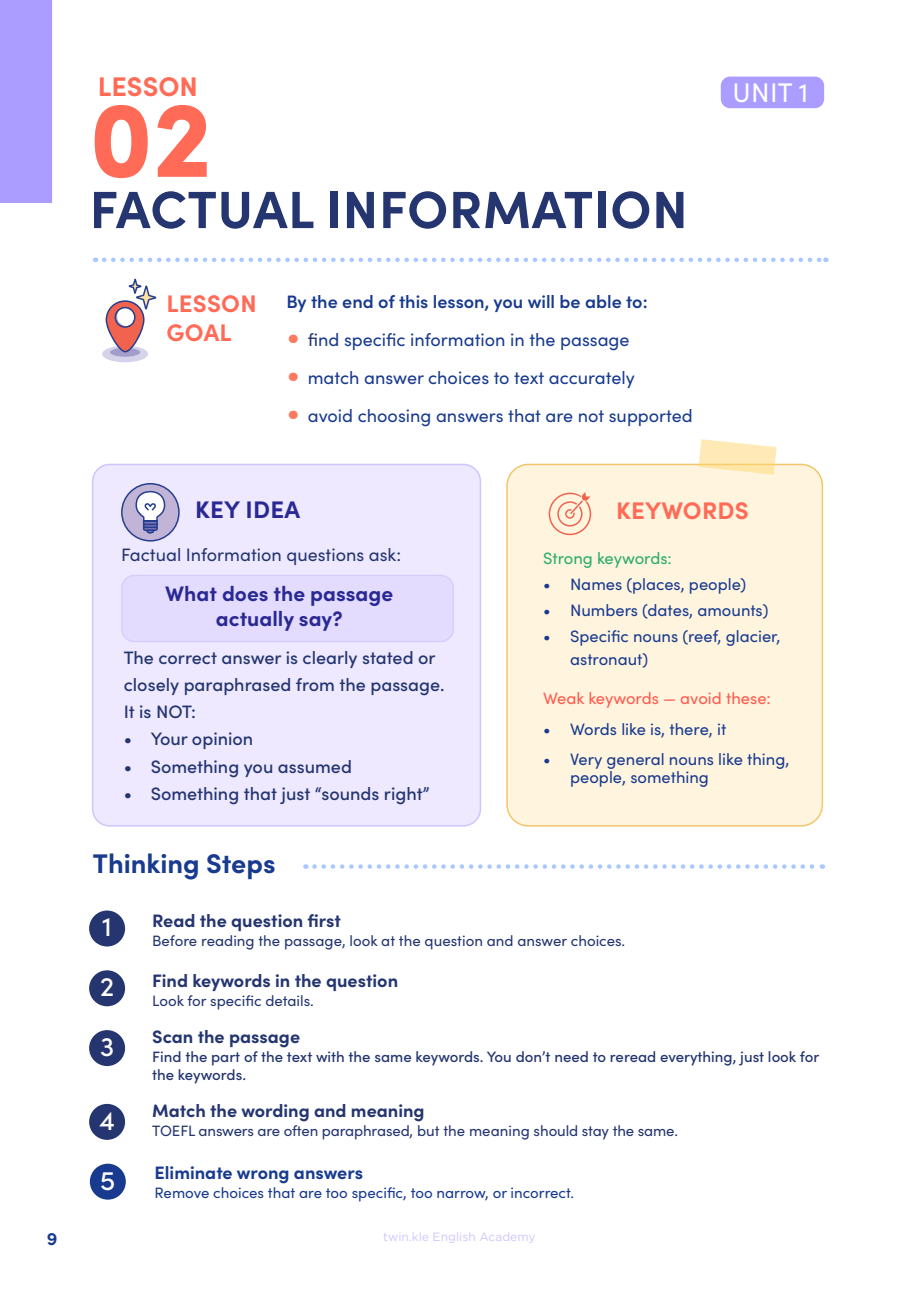 LESSON
02
UNIT 1
FACTUAL INFORMATION
LESSON
GOAL
By the end of this lesson, you will be able to:
find specific information in the passage
match answer choices to text accurately
avoid choosing answers that are not supported
KEY IDEA
Factual Information questions ask:
What does the passage
actually say?
The correct answer is clearly stated or
closely paraphrased from the passage.
It is NOT:
• Your opinion
• Something you assumed
• Something that just “sounds right”
KEYWORDS
Strong keywords:
• Names (places, people)
• Numbers (dates, amounts)
• Specific nouns (reef, glacier,
astronaut)
Weak keywords — avoid these:
• Words like is, there, it
• Very general nouns like thing,
people, something
Thinking Steps
1
Read the question first
Before reading the passage, look at the question and answer choices.
2
Find keywords in the question
Look for specific details.
3
Scan the passage
Find the part of the text with the same keywords. You don’t need to reread everything, just look for
the keywords.
4
Match the wording and meaning
TOEFL answers are often paraphrased, but the meaning should stay the same.
5
Eliminate wrong answers
Remove choices that are too specific, too narrow, or incorrect.
9
twin.kle English Academy